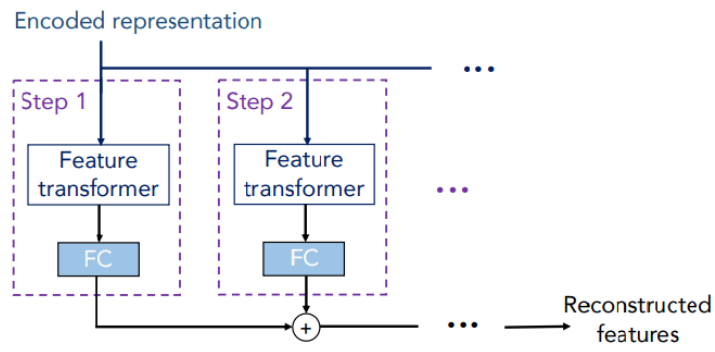 Encoded representation
...
Step 1
Step 2
Feature
transformer
Feature
transformer
...
FC
FC
+
...
Reconstructed
features